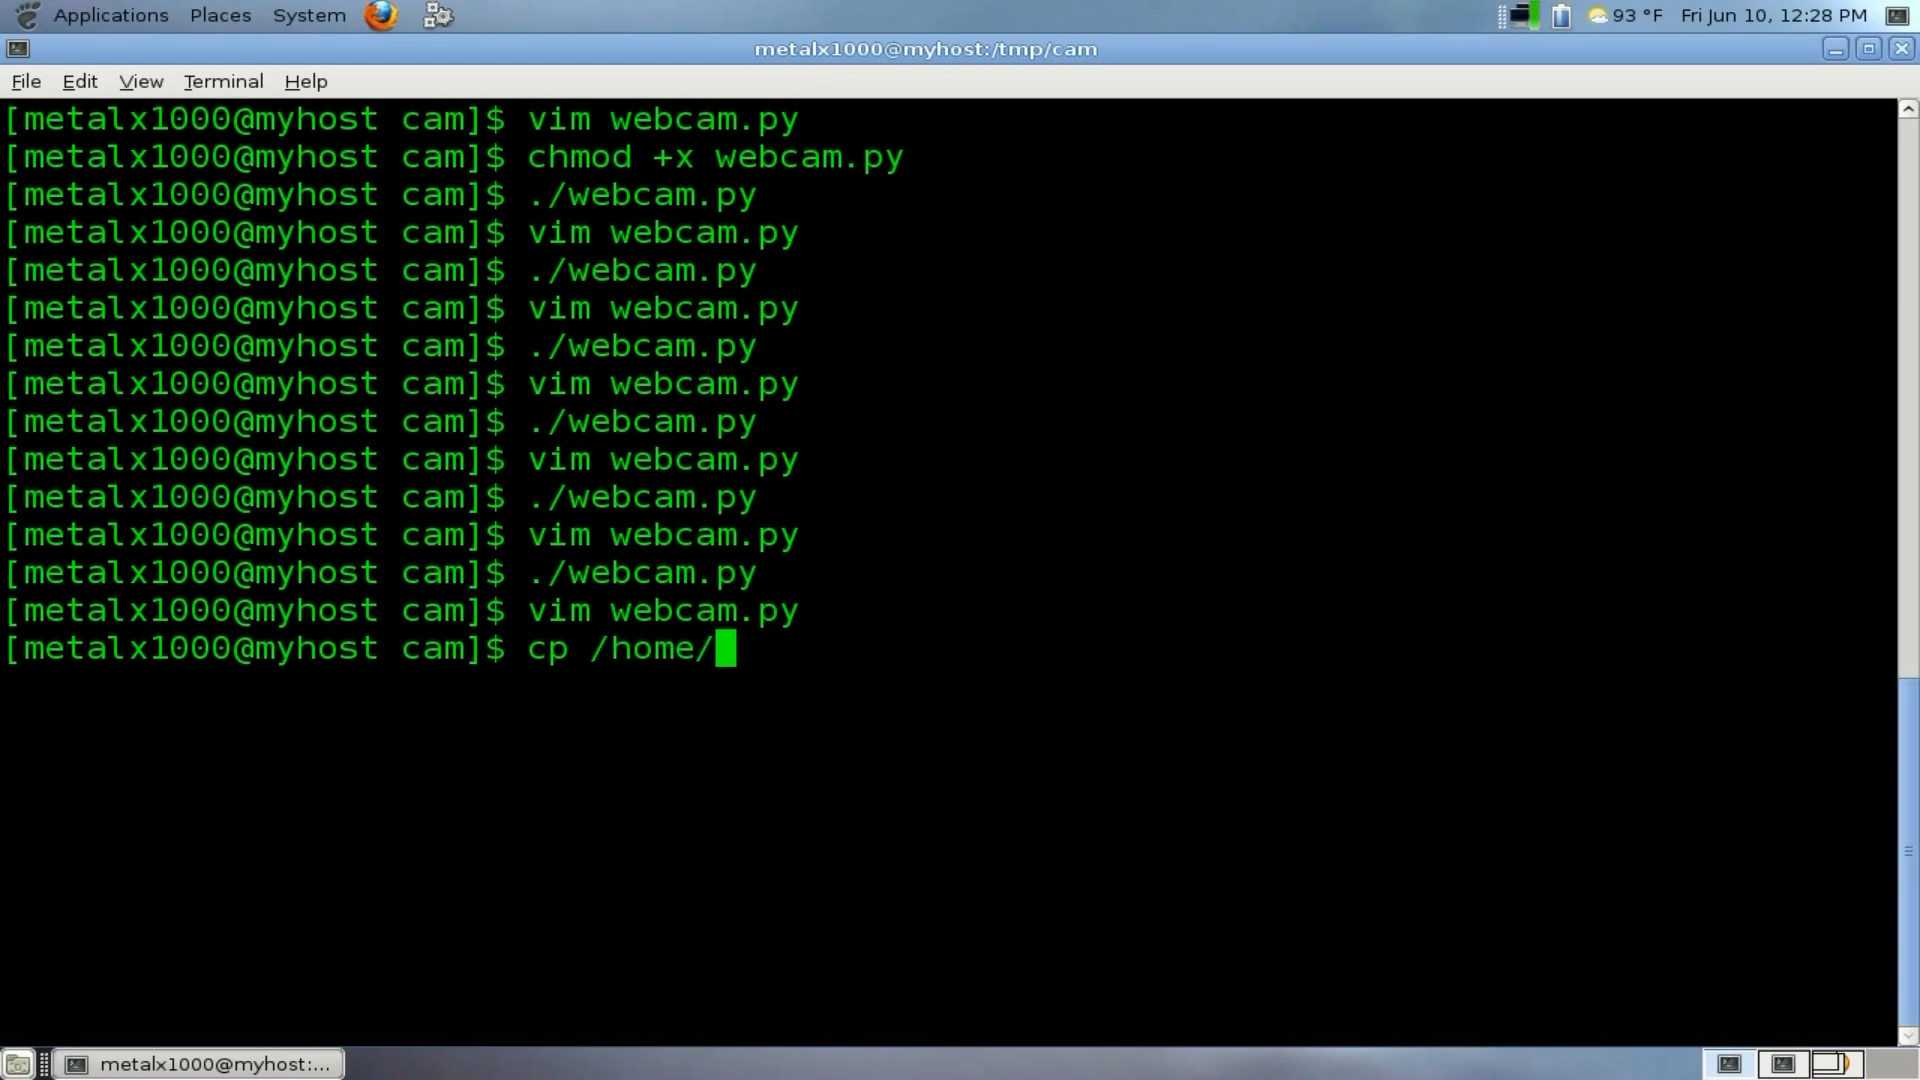 Applications Places System 93 °F Fri Jun 10, 12:28 PM
metalx1000@myhost:/tmp/cam
File Edit View Terminal Help
[metalx1000@myhost cam]$ vim webcam.py
[metalx1000@myhost cam]$ chmod +x webcam.py
[metalx1000@myhost cam]$ ./webcam.py
[metalx1000@myhost cam]$ vim webcam.py
[metalx1000@myhost cam]$ ./webcam.py
[metalx1000@myhost cam]$ vim webcam.py
[metalx1000@myhost cam]$ ./webcam.py
[metalx1000@myhost cam]$ vim webcam.py
[metalx1000@myhost cam]$ ./webcam.py
[metalx1000@myhost cam]$ vim webcam.py
[metalx1000@myhost cam]$ ./webcam.py
[metalx1000@myhost cam]$ vim webcam.py
[metalx1000@myhost cam]$ ./webcam.py
[metalx1000@myhost cam]$ vim webcam.py
[metalx1000@myhost cam]$ cp /home/
metalx1000@myhost:...